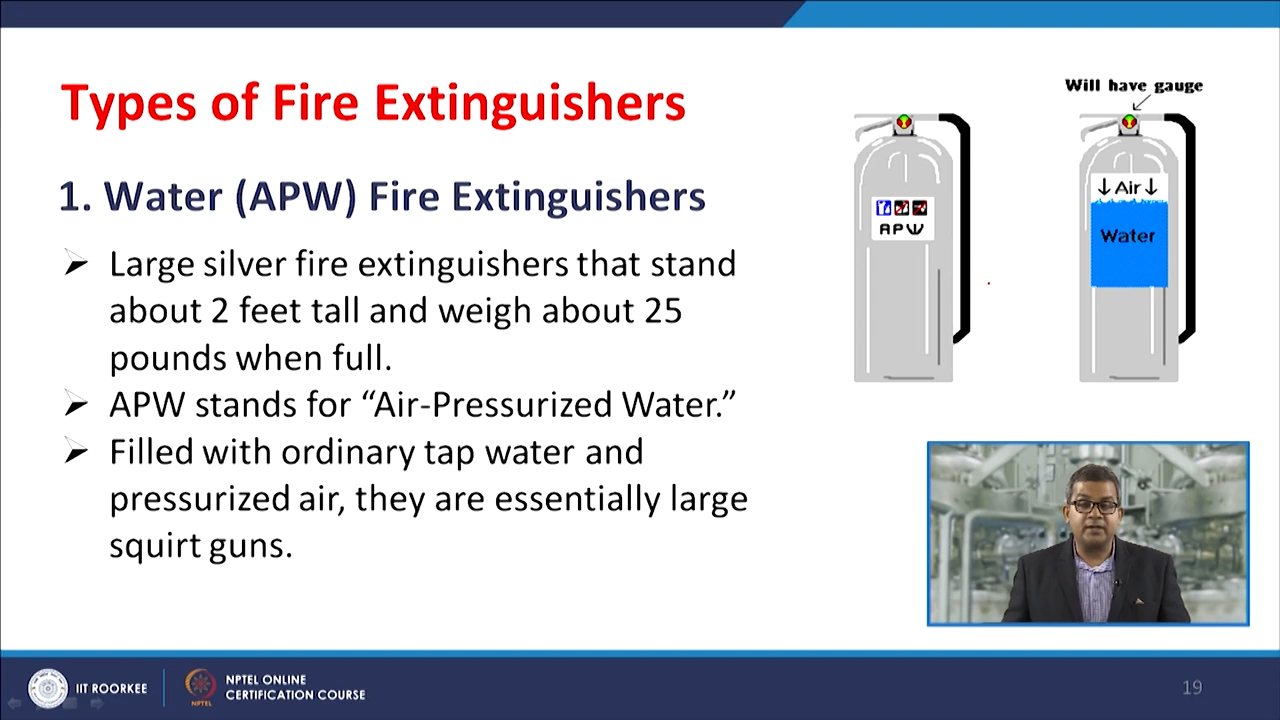 Types of Fire Extinguishers
Will have gauge
1. Water (APW) Fire Extinguishers
APW
↓Air↓
Water
➢ Large silver fire extinguishers that stand
about 2 feet tall and weigh about 25
pounds when full.
➢ APW stands for “Air-Pressurized Water.”
➢ Filled with ordinary tap water and
pressurized air, they are essentially large
squirt guns.
IIT ROORKEE
NPTEL
NPTEL ONLINE
CERTIFICATION COURSE
19